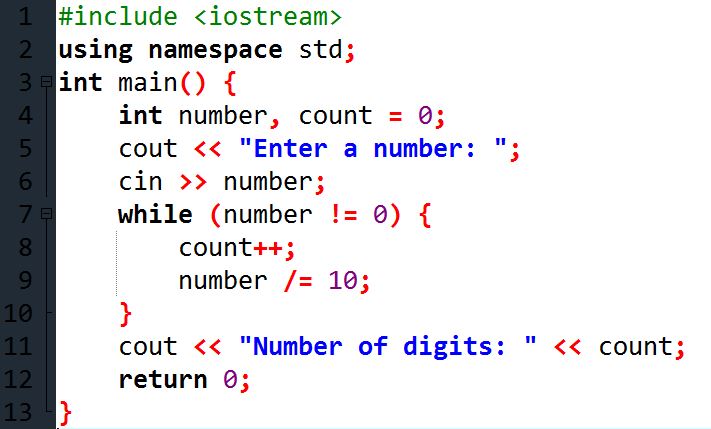 1 #include <iostream>
2 using namespace std;
3 int main() {
4     int number, count = 0;
5     cout << "Enter a number: ";
6     cin >> number;
7     while (number != 0) {
8         count++;
9         number /= 10;
10     }
11     cout << "Number of digits: " << count;
12     return 0;
13 }